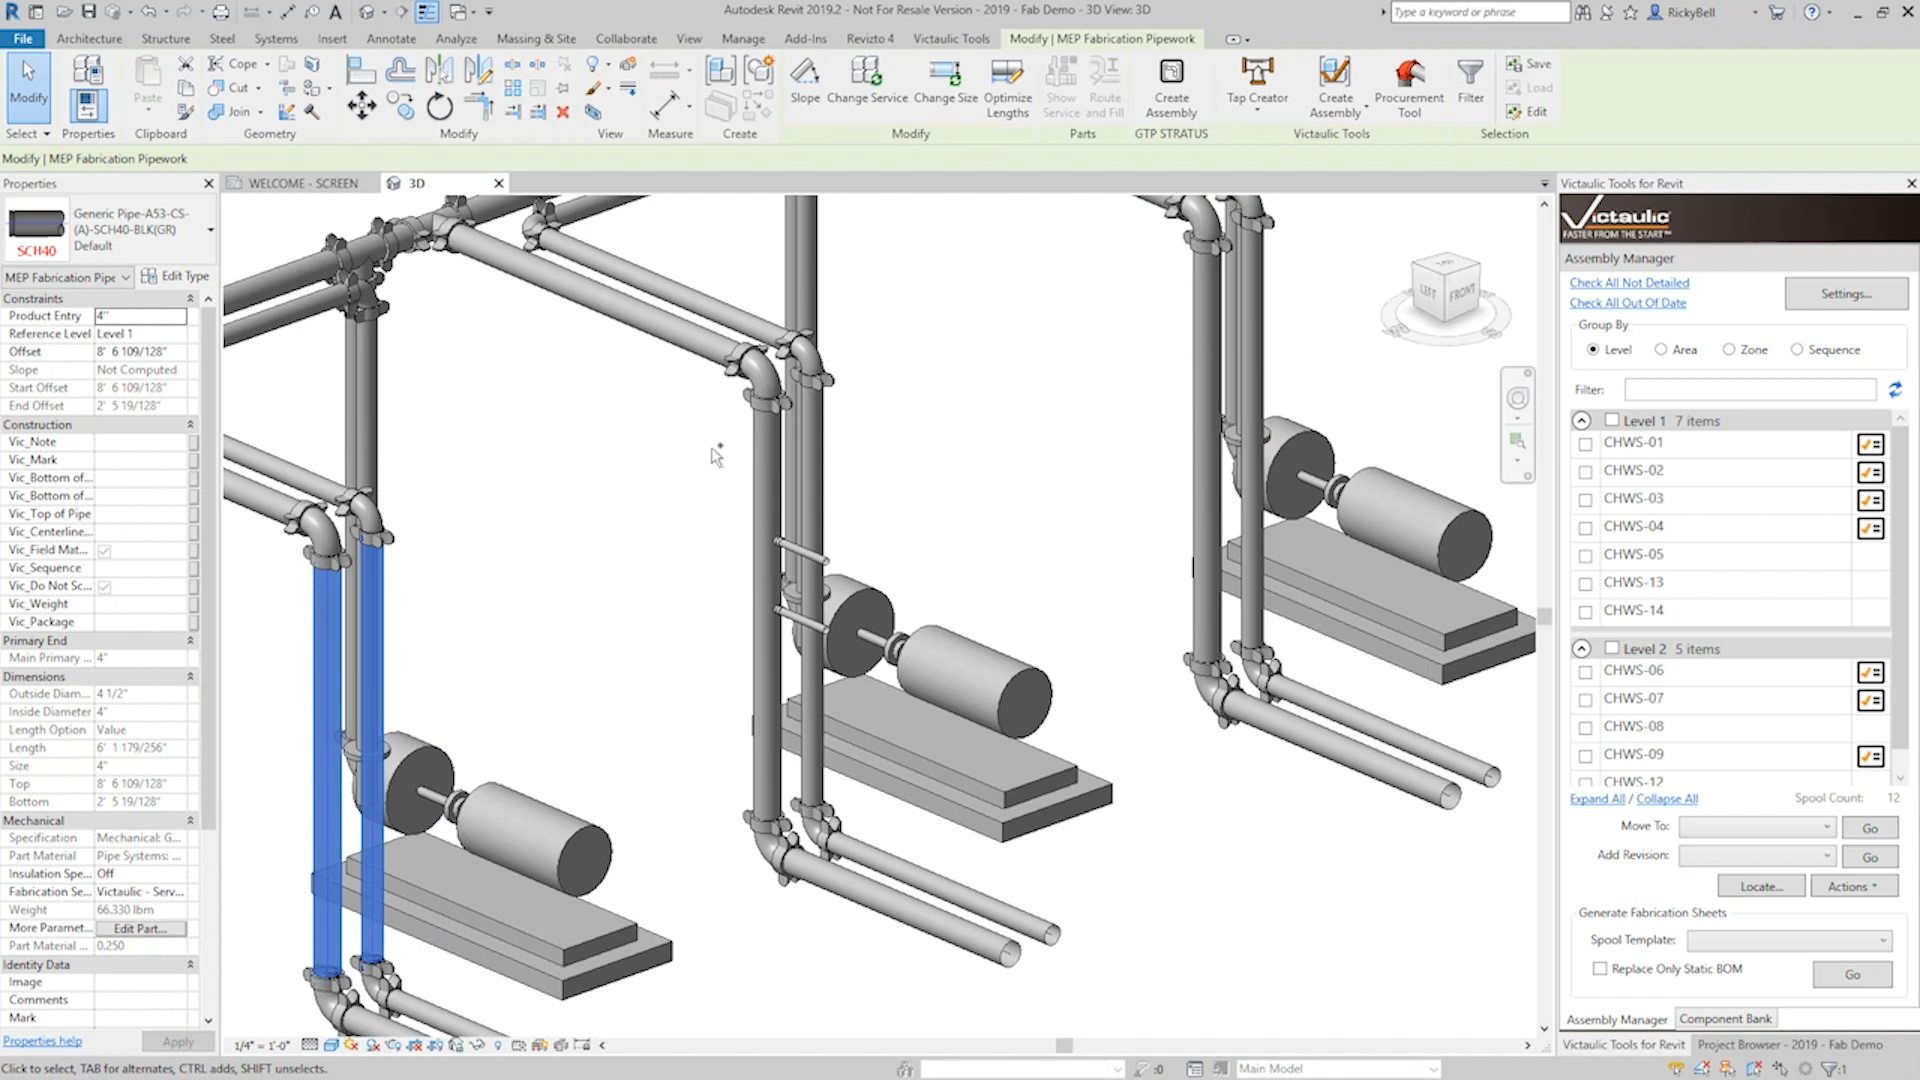 Autodesk Revit 2019.2 - Not For Resale Version - 2019 - Fab Demo - 3D View: 3D
Type a keyword or phrase
RickyBell
File Architecture Structure Steel Systems Insert Annotate Analyze Massing & Site Collaborate View Manage Add-Ins Revizto 4 Victaulic Tools Modify | MEP Fabrication Pipework
Modify
Paste
Cope
Cut
Join
Slope
Change Service
Change Size
Optimize Lengths
Show Service
Route and Fill
Create Assembly
Tap Creator
Create Assembly
Procurement Tool
Filter
Save
Load
Edit
Select Properties Clipboard Geometry Modify View Measure Create Modify Parts GTP STRATUS Victaulic Tools Selection
Modify | MEP Fabrication Pipework
Properties
WELCOME - SCREEN
3D
Generic Pipe-A53-CS-
(A)-SCH40-BLK(GR)
Default
SCH40
MEP Fabrication Pipe
Edit Type
Constraints
Product Entry 4"
Reference Level Level 1
Offset 8' 6 109/128"
Slope Not Computed
Start Offset 8' 6 109/128"
End Offset 2' 5 19/128"
Construction
Vic_Note
Vic_Mark
Vic_Bottom of...
Vic_Bottom of...
Vic_Top of Pipe
Vic_Centerline...
Vic_Field Mat...
Vic_Sequence
Vic_Do Not Sc...
Vic_Weight
Vic_Package
Primary End
Main Primary ... 4"
Dimensions
Outside Diam... 4 1/2"
Inside Diameter 4"
Length Option Value
Length 6' 1 179/256"
Size 4"
Top 8' 6 109/128"
Bottom 2' 5 19/128"
Mechanical
Specification Mechanical: G...
Part Material Pipe Systems: ...
Insulation Spe... Off
Fabrication Se... Victaulic - Serv...
Weight 66.330 lbm
More Paramet... Edit Part...
Part Material ... 0.250
Identity Data
Image
Comments
Mark
Properties help
Apply
LEFT
FRONT
Victaulic Tools for Revit
Victaulic
FASTER FROM THE START™
Assembly Manager
Check All Not Detailed
Check All Out Of Date
Settings...
Group By
Level Area Zone Sequence
Filter:
Level 1 7 items
CHWS-01
CHWS-02
CHWS-03
CHWS-04
CHWS-05
CHWS-13
CHWS-14
Level 2 5 items
CHWS-06
CHWS-07
CHWS-08
CHWS-09
CHWS-12
Expand All / Collapse All
Spool Count: 12
Move To:
Go
Add Revision:
Go
Locate...
Actions
Generate Fabrication Sheets
Spool Template:
Replace Only Static BOM
Go
Assembly Manager
Component Bank
Victaulic Tools for Revit
Project Browser - 2019 - Fab Demo
1/4" = 1'-0"
Click to select, TAB for alternates, CTRL adds, SHIFT unselects.
:0
Main Model
:1